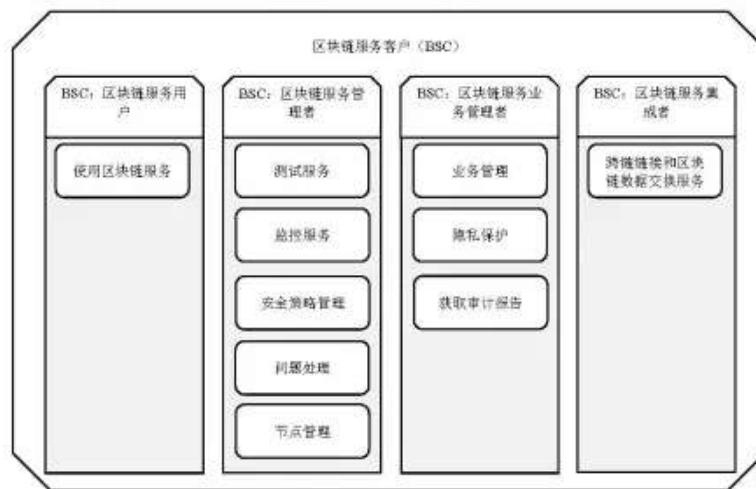 区块链服务客户（BSC）
BSC：区块链服务用
户
使用区块链服务
BSC：区块链服务管
理者
测试服务
监控服务
安全策略管理
问题处理
节点管理
BSC：区块链服务业
务管理者
业务管理
隐私保护
获取审计报告
BSC：区块链服务集
成者
跨链链接和区块
链数据交换服务